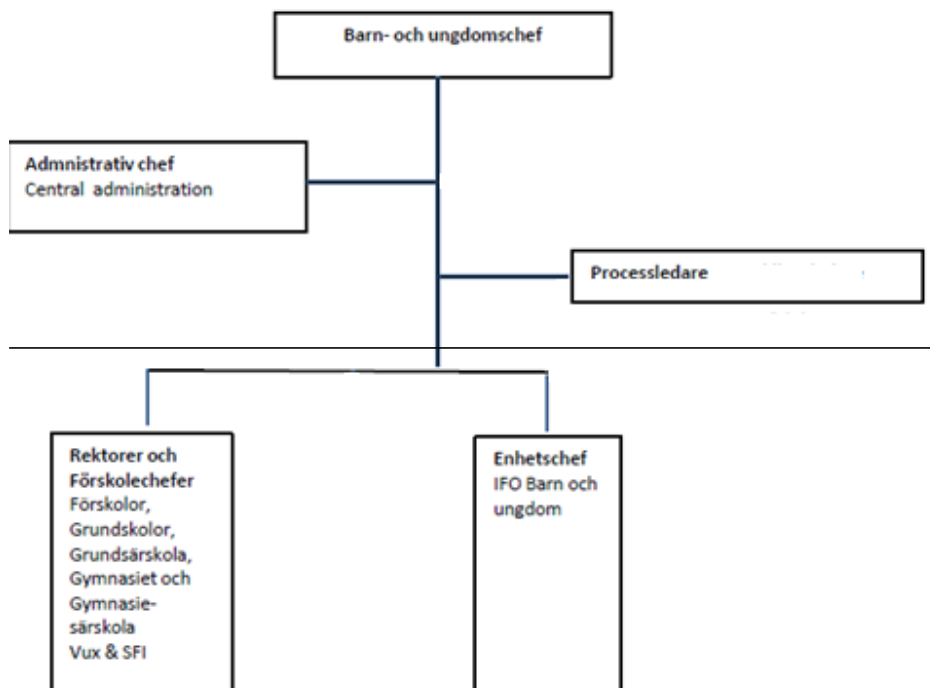 Barn- och ungdomschef
Admnistrativ chef
Central administration
Processledare
Rektorer och
Förskolechefer
Förskolor,
Grundskolor,
Grundsärskola,
Gymnasiet och
Gymnasie-
särskola
Vux & SFI
Enhetschef
IFO Barn och
ungdom